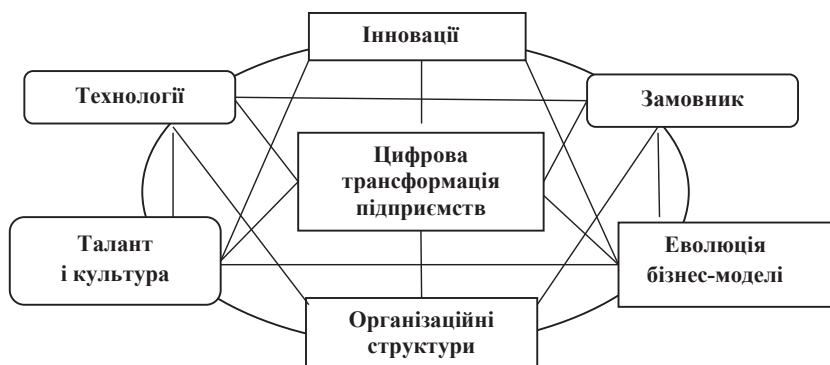 Інновації
Технології
Замовник
Цифрова
трансформація
підприємств
Талант
і культура
Еволюція
бізнес-моделі
Організаційні
структури